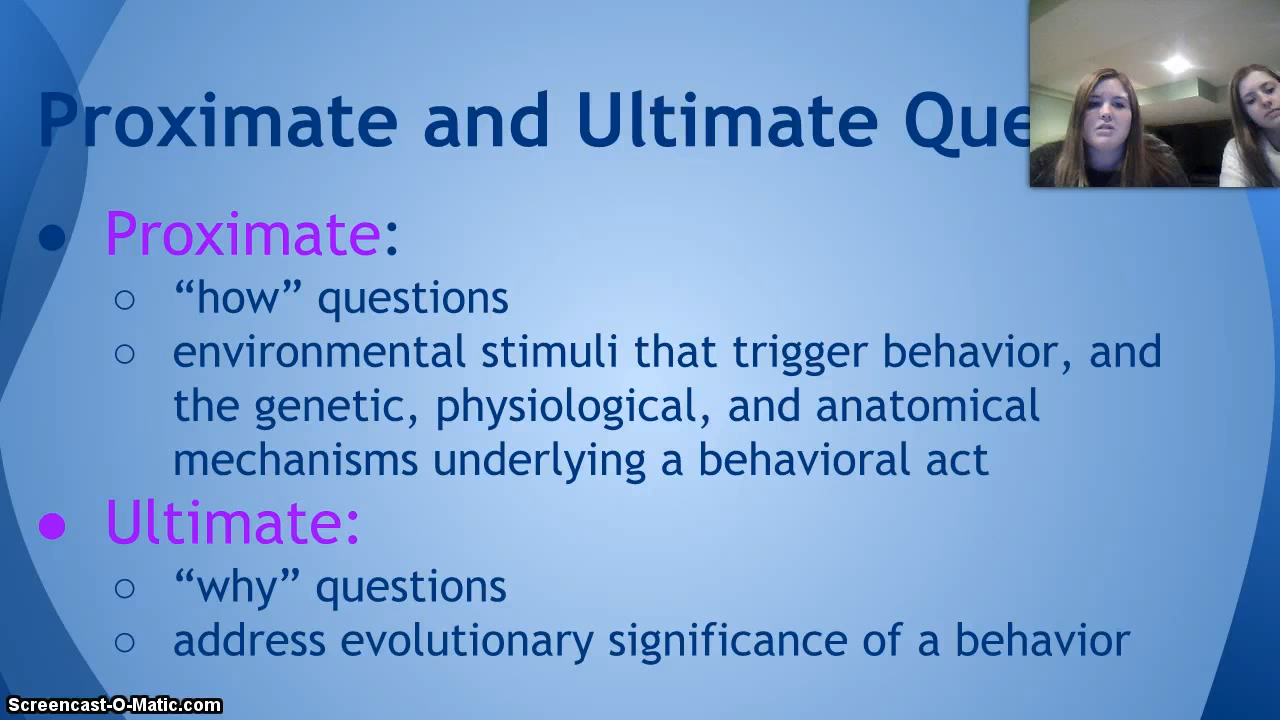 Proximate and Ultimate Que
● Proximate:
○ “how” questions
○ environmental stimuli that trigger behavior, and
the genetic, physiological, and anatomical
mechanisms underlying a behavioral act
● Ultimate:
○ “why” questions
○ address evolutionary significance of a behavior
Screencast-O-Matic.com